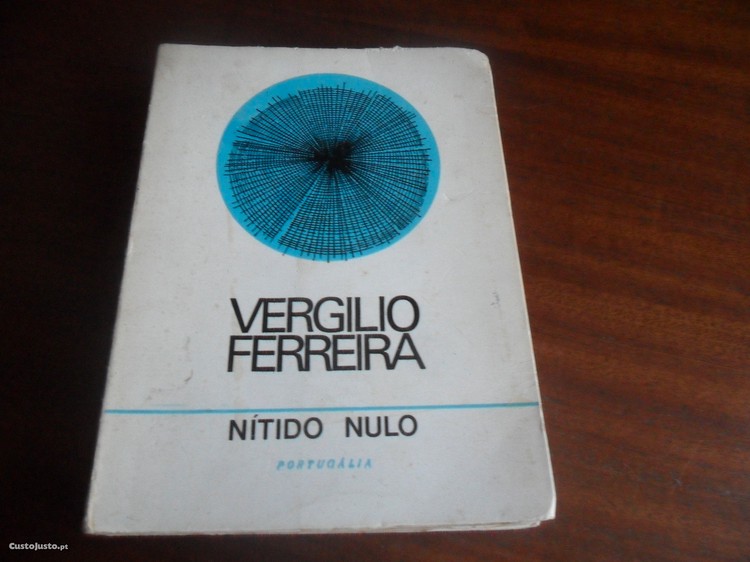 VERGILIO
FERREIRA
NÍTIDO NULO
PORTUGÁLIA
CustoJusto.pt